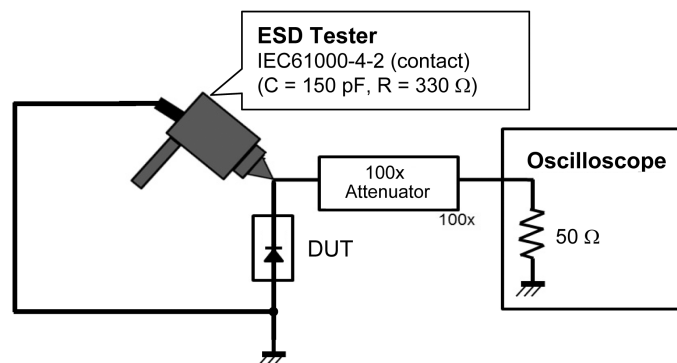 ESD Tester
IEC61000-4-2 (contact)
(C = 150 pF, R = 330 Ω)
100x
Attenuator
100x
Oscilloscope
50 Ω
DUT